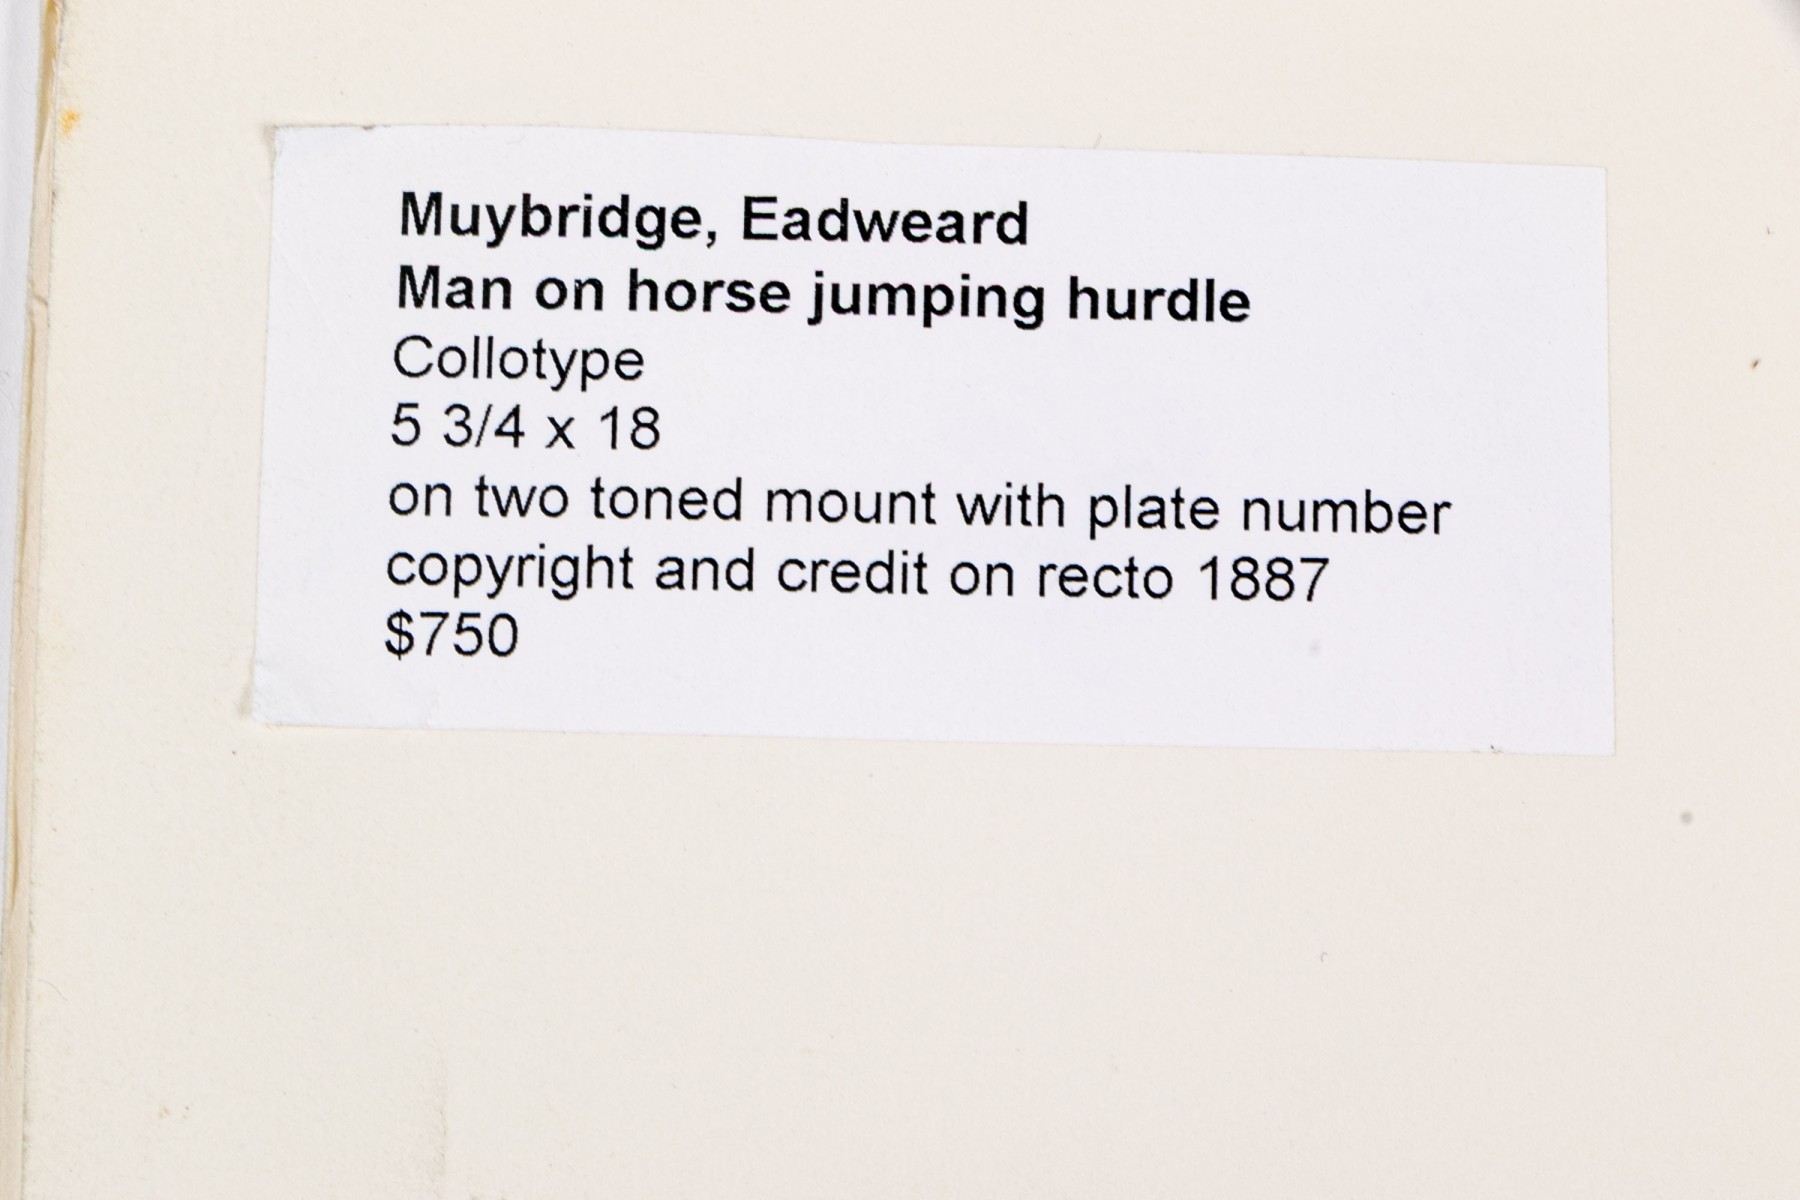 Muybridge, Eadweard
Man on horse jumping hurdle
Collotype
5 3/4 x 18
on two toned mount with plate number
copyright and credit on recto 1887
$750